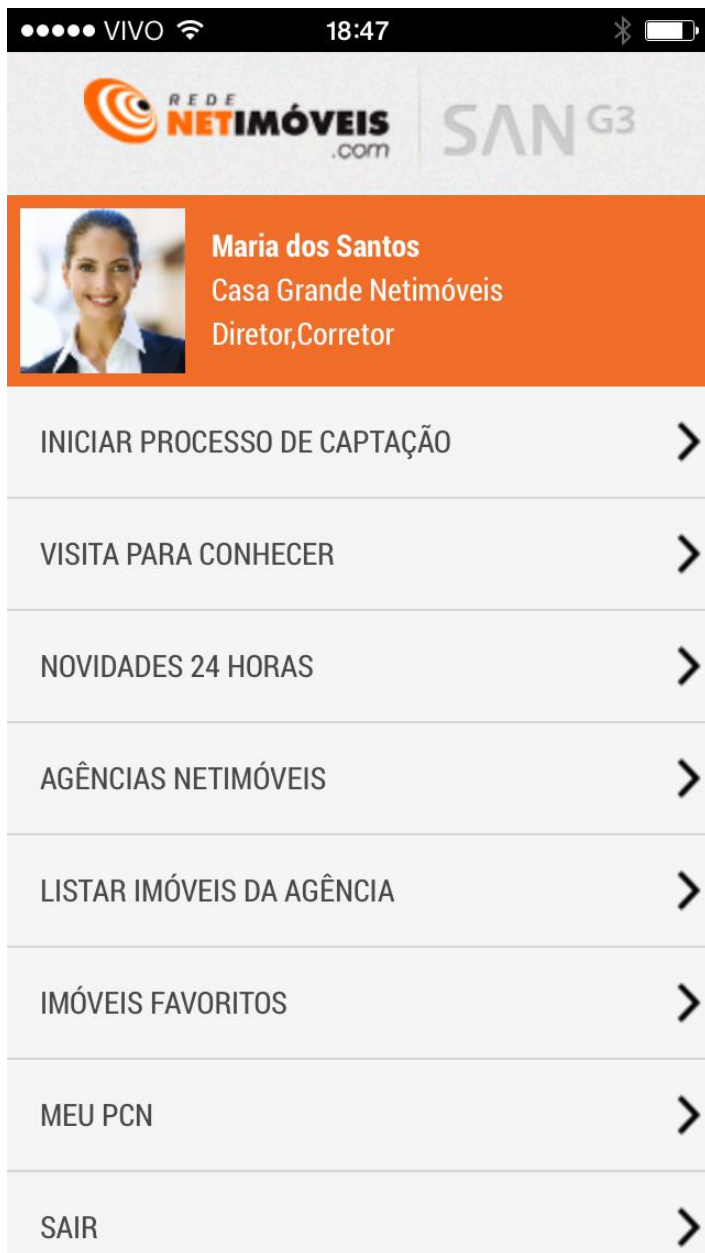 VIVO 18:47
REDE
NETIMÓVEIS
.com
SAN G3
Maria dos Santos
Casa Grande Netimóveis
Diretor,Corretor
INICIAR PROCESSO DE CAPTAÇÃO
VISITA PARA CONHECER
NOVIDADES 24 HORAS
AGÊNCIAS NETIMÓVEIS
LISTAR IMÓVEIS DA AGÊNCIA
IMÓVEIS FAVORITOS
MEU PCN
SAIR